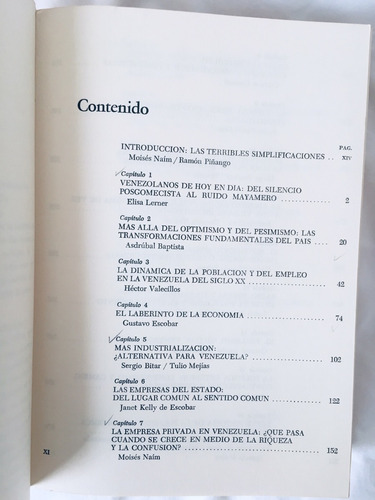 Contenido
PAG.
INTRODUCCION: LAS TERRIBLES SIMPLIFICACIONES .. XIV
Moisés Naím / Ramón Piñango
Capítulo 1
VENEZOLANOS DE HOY EN DIA: DEL SILENCIO
POSGOMECISTA AL RUIDO MAYAMERO ........ 2
Elisa Lerner
Capítulo 2
MAS ALLA DEL OPTIMISMO Y DEL PESIMISMO: LAS
TRANSFORMACIONES FUNDAMENTALES DEL PAIS .. 20
Asdrúbal Baptista
Capítulo 3
LA DINAMICA DE LA POBLACION Y DEL EMPLEO
EN LA VENEZUELA DEL SIGLO XX ........ 42
Héctor Valecillos
Capítulo 4
EL LABERINTO DE LA ECONOMIA ........ 74
Gustavo Escobar
Capítulo 5
MAS INDUSTRIALIZACION:
¿ALTERNATIVA PARA VENEZUELA? ........ 102
Sergio Bitar / Tulio Mejías
Capítulo 6
LAS EMPRESAS DEL ESTADO:
DEL LUGAR COMUN AL SENTIDO COMUN ........ 122
Janet Kelly de Escobar
Capítulo 7
LA EMPRESA PRIVADA EN VENEZUELA: ¿QUE PASA
CUANDO SE CRECE EN MEDIO DE LA RIQUEZA
Y LA CONFUSION? ........ 152
Moisés Naím
XI